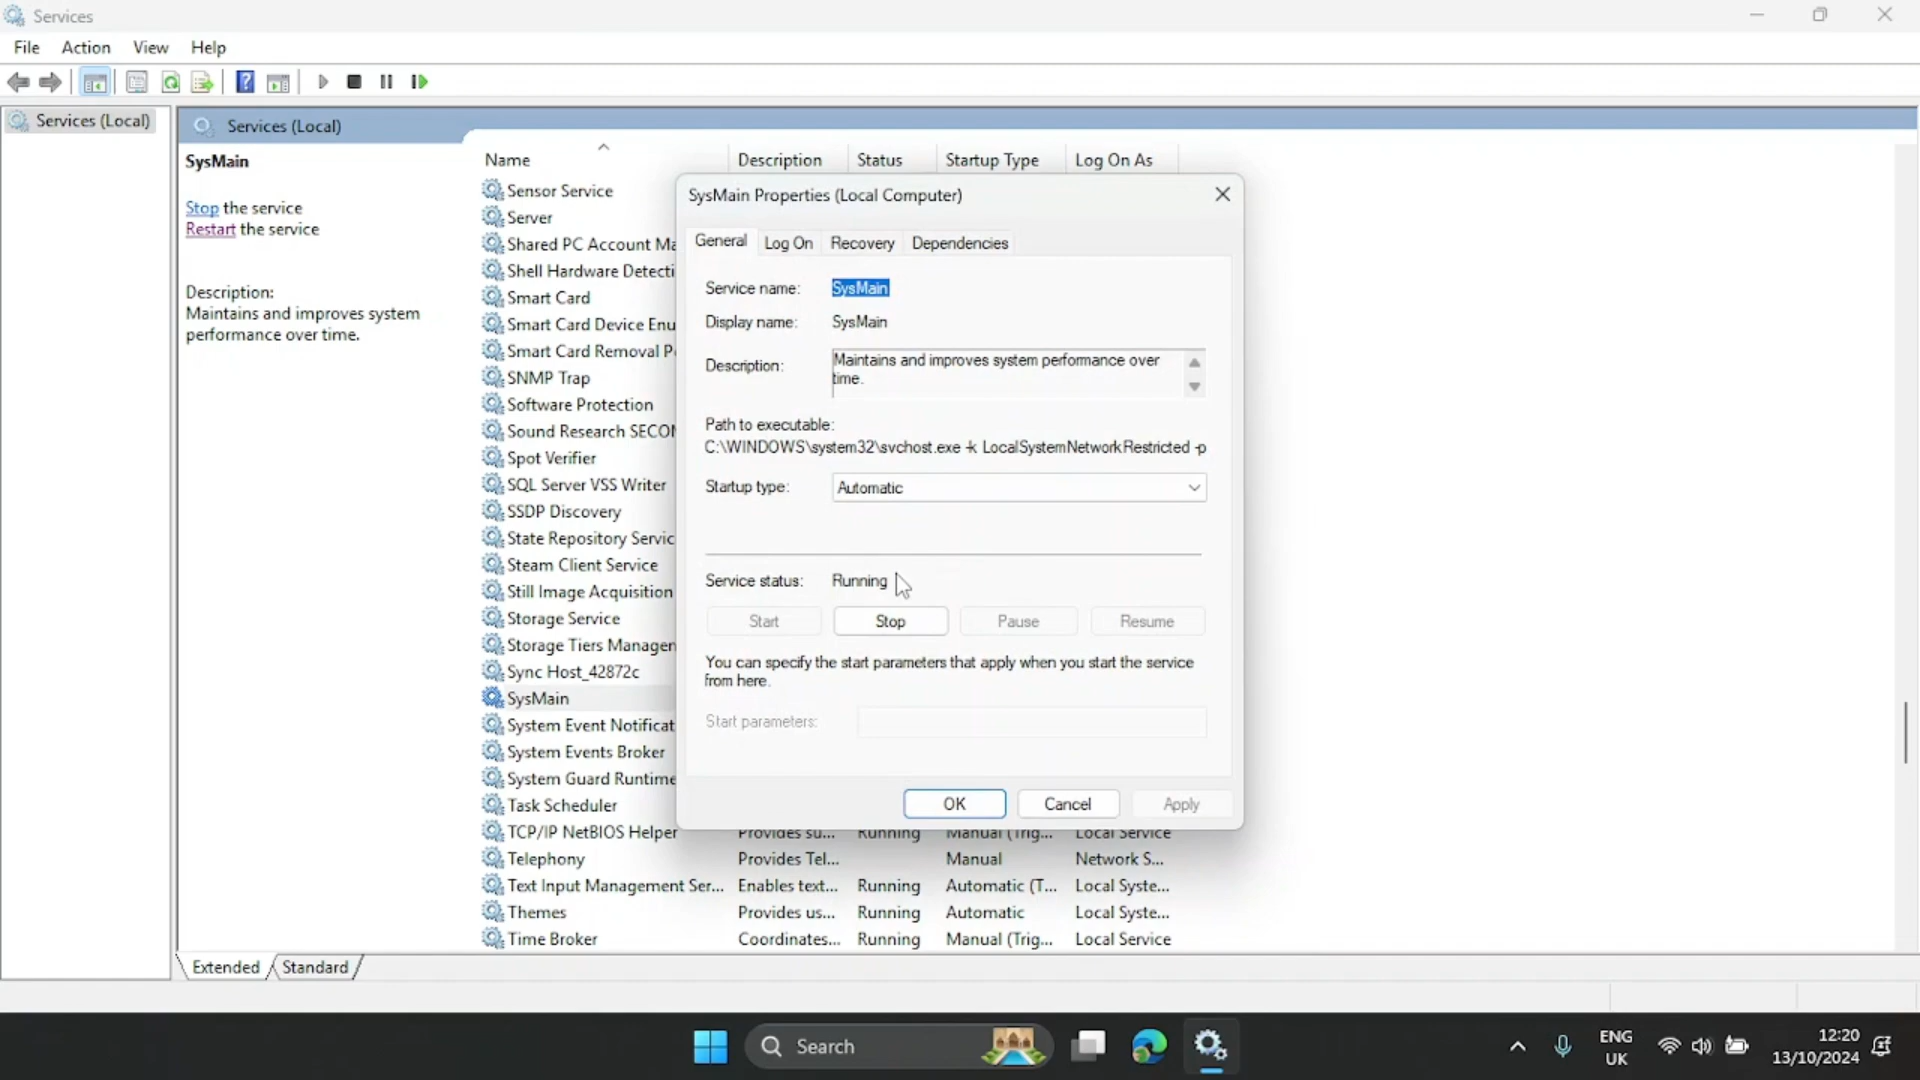 Services
File Action View Help
Services (Local)
Services (Local)
SysMain
Stop the service
Restart the service
Description:
Maintains and improves system
performance over time.
Name Description Status Startup Type Log On As
Sensor Service
Server
Shared PC Account Ma
Shell Hardware Detecti
Smart Card
Smart Card Device Enu
Smart Card Removal P
SNMP Trap
Software Protection
Sound Research SECO
Spot Verifier
SQL Server VSS Writer
SSDP Discovery
State Repository Servic
Steam Client Service
Still Image Acquisition
Storage Service
Storage Tiers Managen
Sync Host_42872c
SysMain
System Event Notificat
System Events Broker
System Guard Runtime
Task Scheduler
TCP/IP NetBIOS Helper Provides su... Running Manual (Trig... Local Service
Telephony Provides Tel... Manual Network S...
Text Input Management Ser... Enables text... Running Automatic (T... Local Syste...
Themes Provides us... Running Automatic Local Syste...
Time Broker Coordinates... Running Manual (Trig... Local Service
SysMain Properties (Local Computer)
General Log On Recovery Dependencies
Service name: SysMain
Display name: SysMain
Description: Maintains and improves system performance over
time.
Path to executable:
C:\WINDOWS\system32\svchost.exe -k LocalSystemNetworkRestricted -p
Startup type: Automatic
Service status: Running
Start Stop Pause Resume
You can specify the start parameters that apply when you start the service
from here.
Start parameters:
OK Cancel Apply
Extended Standard
Search
ENG
UK
12:20
13/10/2024